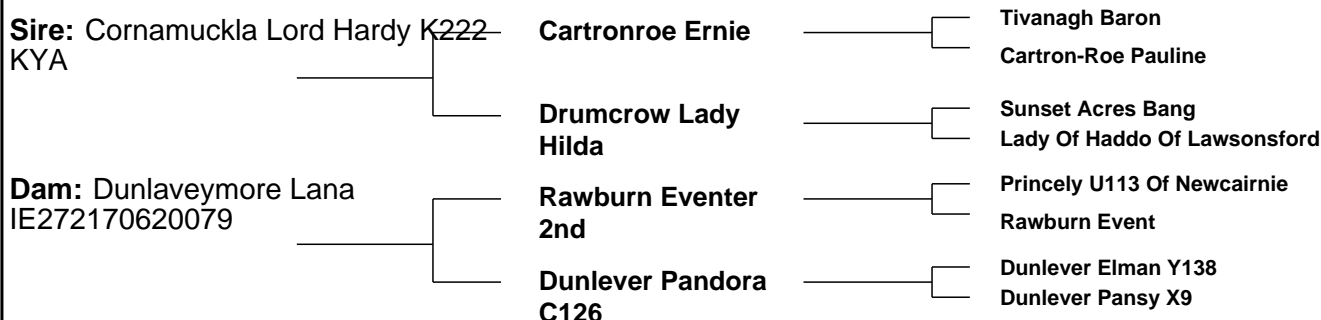 Sire: Cornamuckla Lord Hardy K222
KYA
Cartronroe Ernie
Tivanagh Baron
Cartron-Roe Pauline
Drumcrow Lady
Hilda
Sunset Acres Bang
Lady Of Haddo Of Lawsonsford
Dam: Dunlaveymore Lana
IE272170620079
Rawburn Eventer
2nd
Princely U113 Of Newcairnie
Rawburn Event
Dunlever Pandora
C126
Dunlever Elman Y138
Dunlever Pansy X9